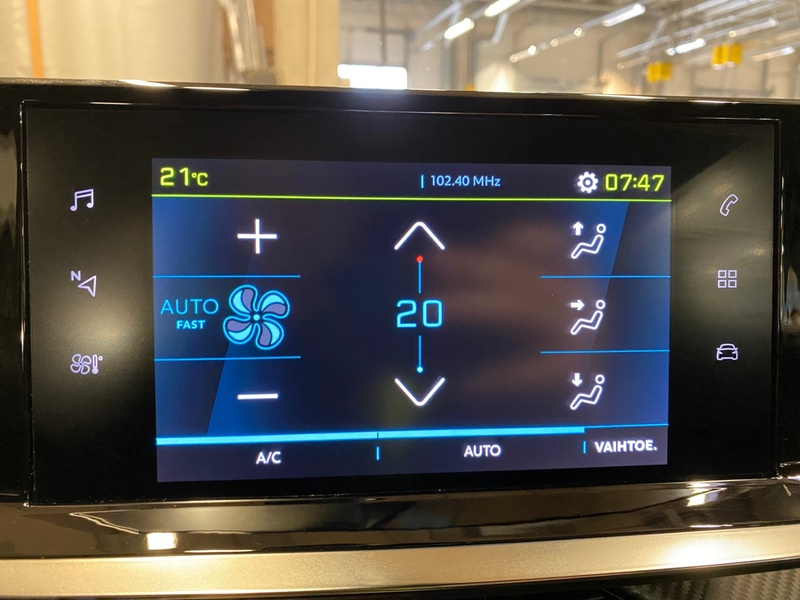 21°C
102.40 MHz
07:47
N
AUTO
FAST
20
A/C
AUTO
VAIHTOE.